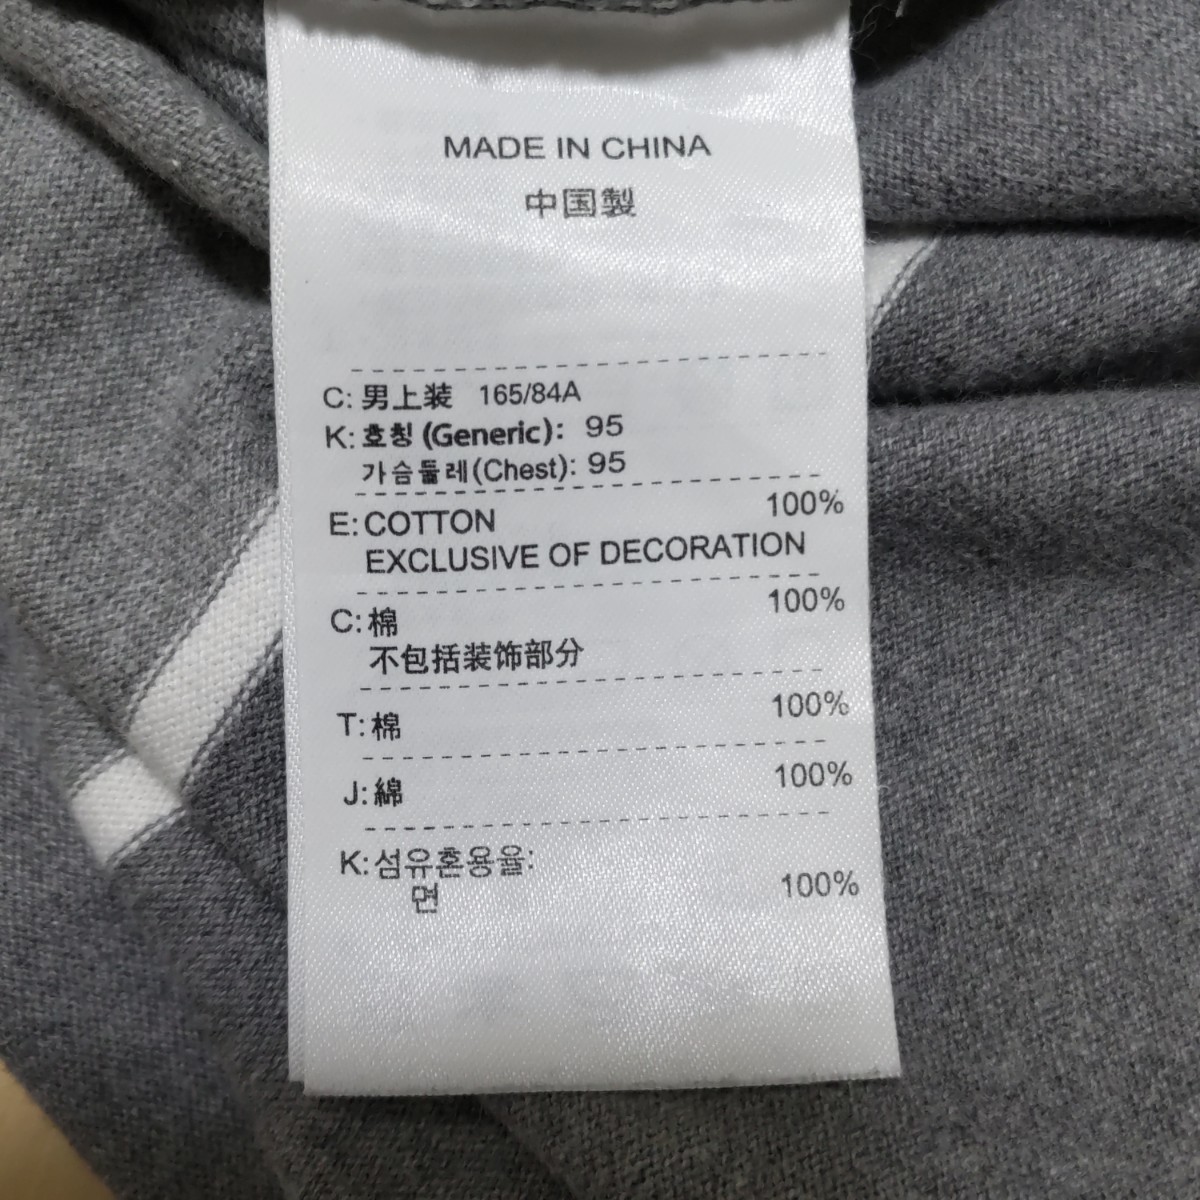 MADE IN CHINA
中国製
C: 男上装 165/84A
K: 호칭 (Generic): 95
가슴둘레(Chest): 95
E: COTTON 100%
EXCLUSIVE OF DECORATION
C: 棉 100%
不包括装饰部分
T: 棉 100%
J: 綿 100%
K: 섬유혼용율:
면 100%